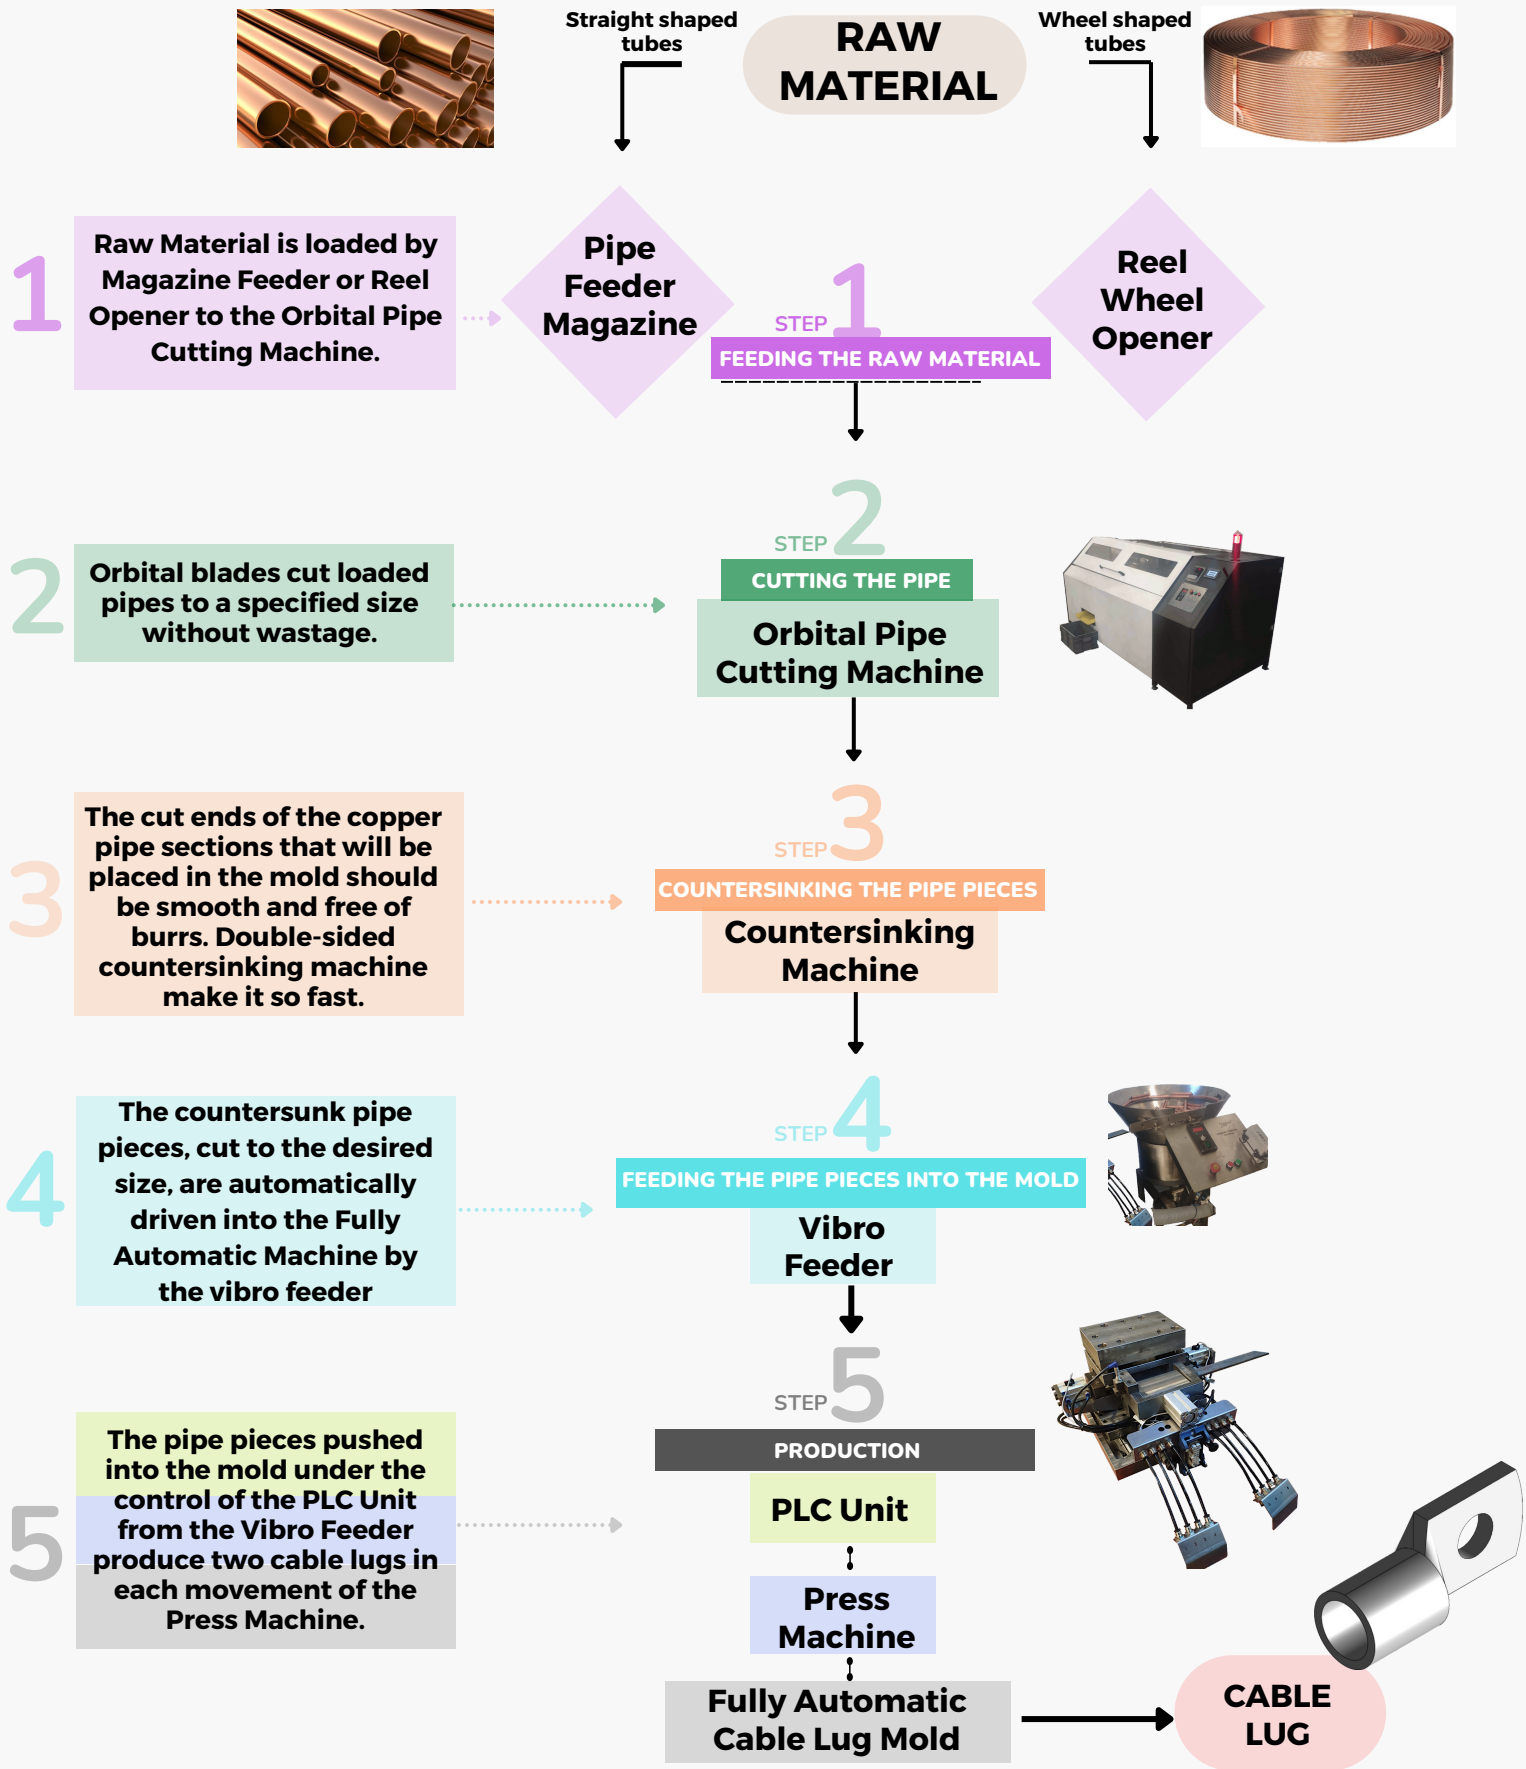 Straight shaped
tubes
RAW
MATERIAL
Wheel shaped
tubes
1
Raw Material is loaded by
Magazine Feeder or Reel
Opener to the Orbital Pipe
Cutting Machine.
Pipe
Feeder
Magazine
STEP 1
FEEDING THE RAW MATERIAL
Reel
Wheel
Opener
2
Orbital blades cut loaded
pipes to a specified size
without wastage.
STEP 2
CUTTING THE PIPE
Orbital Pipe
Cutting Machine
3
The cut ends of the copper
pipe sections that will be
placed in the mold should
be smooth and free of
burrs. Double-sided
countersinking machine
make it so fast.
STEP 3
COUNTERSINKING THE PIPE PIECES
Countersinking
Machine
4
The countersunk pipe
pieces, cut to the desired
size, are automatically
driven into the Fully
Automatic Machine by
the vibro feeder
STEP 4
FEEDING THE PIPE PIECES INTO THE MOLD
Vibro
Feeder
5
The pipe pieces pushed
into the mold under the
control of the PLC Unit
from the Vibro Feeder
produce two cable lugs in
each movement of the
Press Machine.
STEP 5
PRODUCTION
PLC Unit
Press
Machine
Fully Automatic
Cable Lug Mold
CABLE
LUG